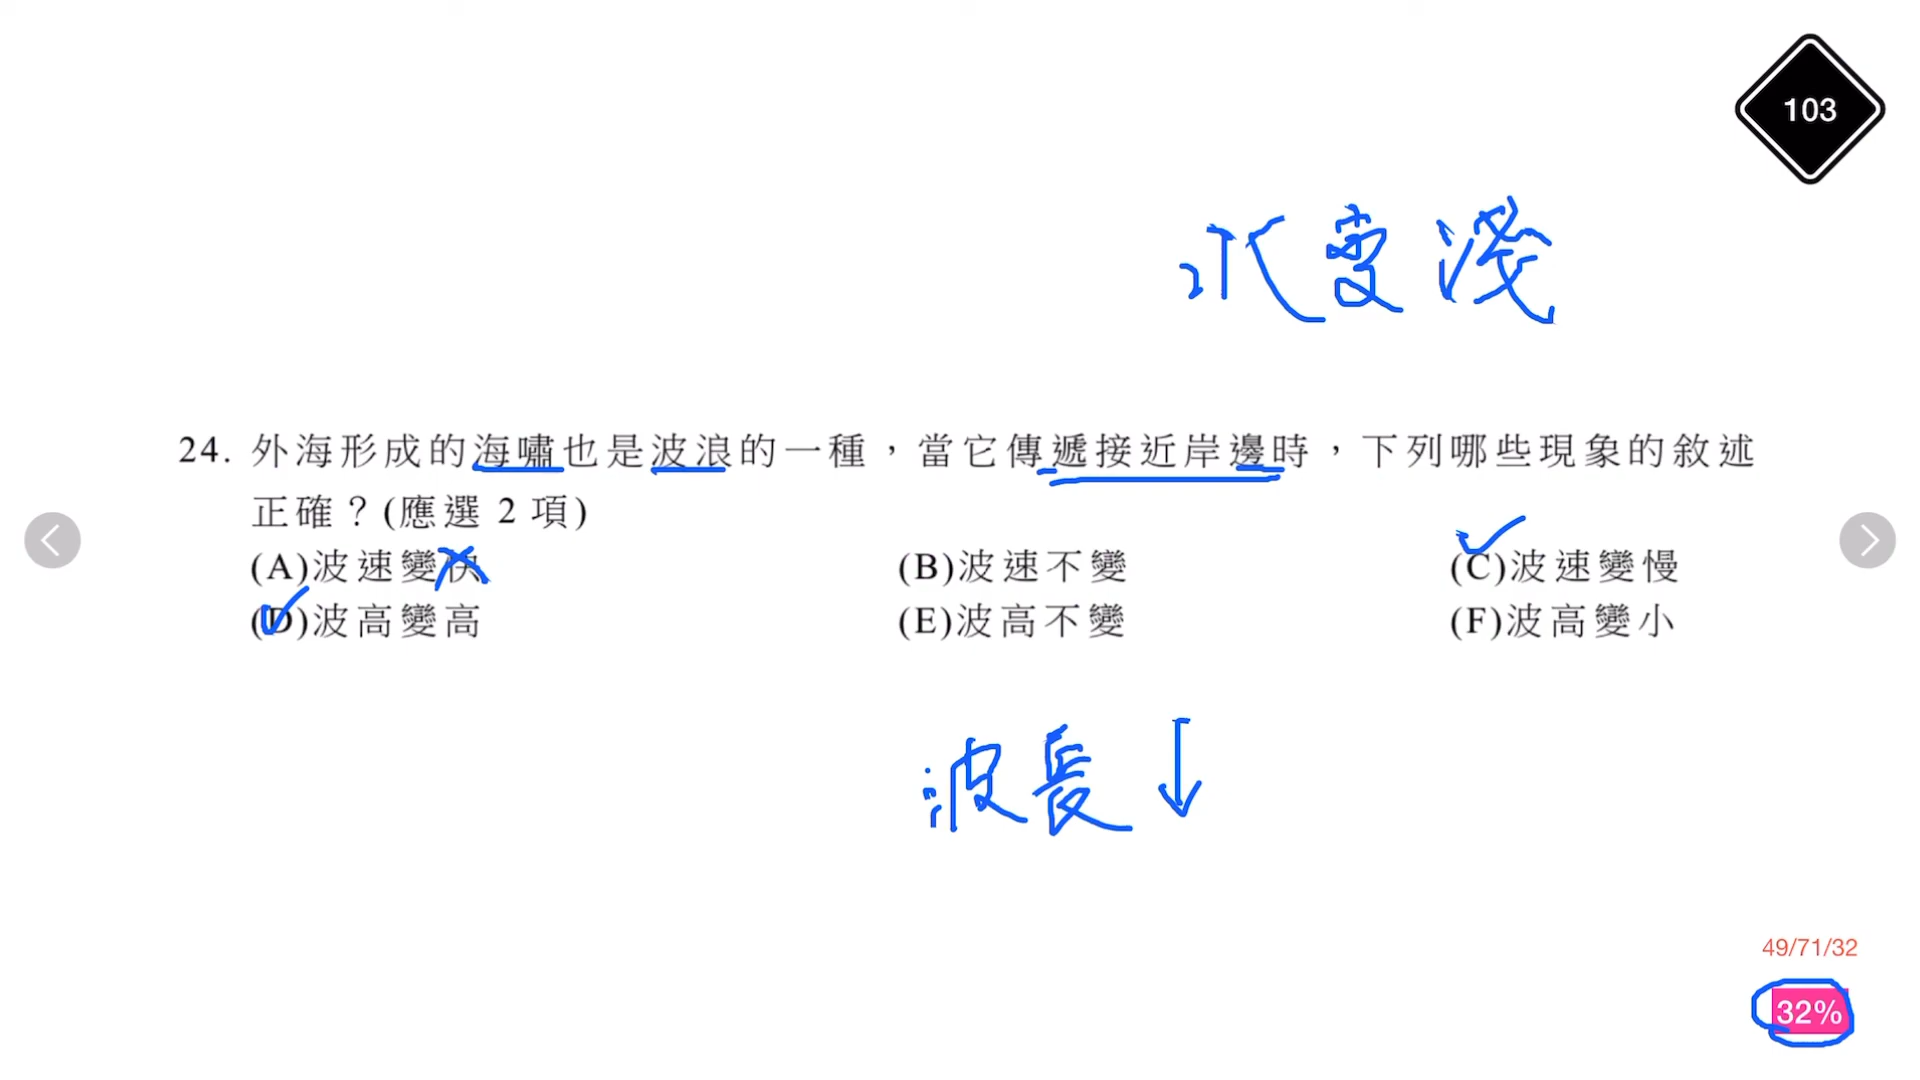 103
水变淺
24. 外海形成的海嘯也是波浪的一種，當它傳遞接近岸邊時，下列哪些現象的敘述
正確？(應選 2 項)
(A)波速變快 (B)波速不變 (C)波速變慢
(D)波高變高 (E)波高不變 (F)波高變小
波長↓
49/71/32
32%